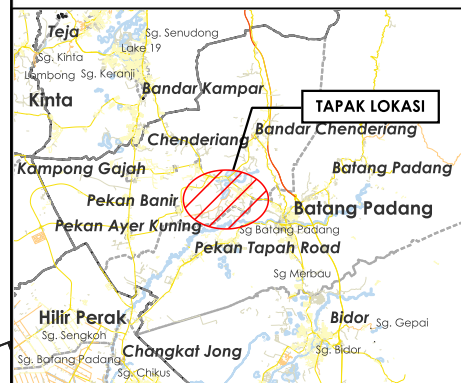 Teja
Sg. Senudong
Lake 19
Sg. Kinta
Lombong
Sg. Keranji
Bandar Kampar
Kinta
TAPAK LOKASI
Chenderiang
Bandar Chenderiang
Kampong Gajah
Batang Padang
Pekan Banir
Batang Padang
Pekan Ayer Kuning
Sg Batang Padang
Pekan Tapah Road
Sg Merbau
Hilir Perak
Bidor
Sg. Gepai
Sg. Sengkoh
Sg. Batang Padang
Changkat Jong
Sg. Bidor
Sg. Chikus